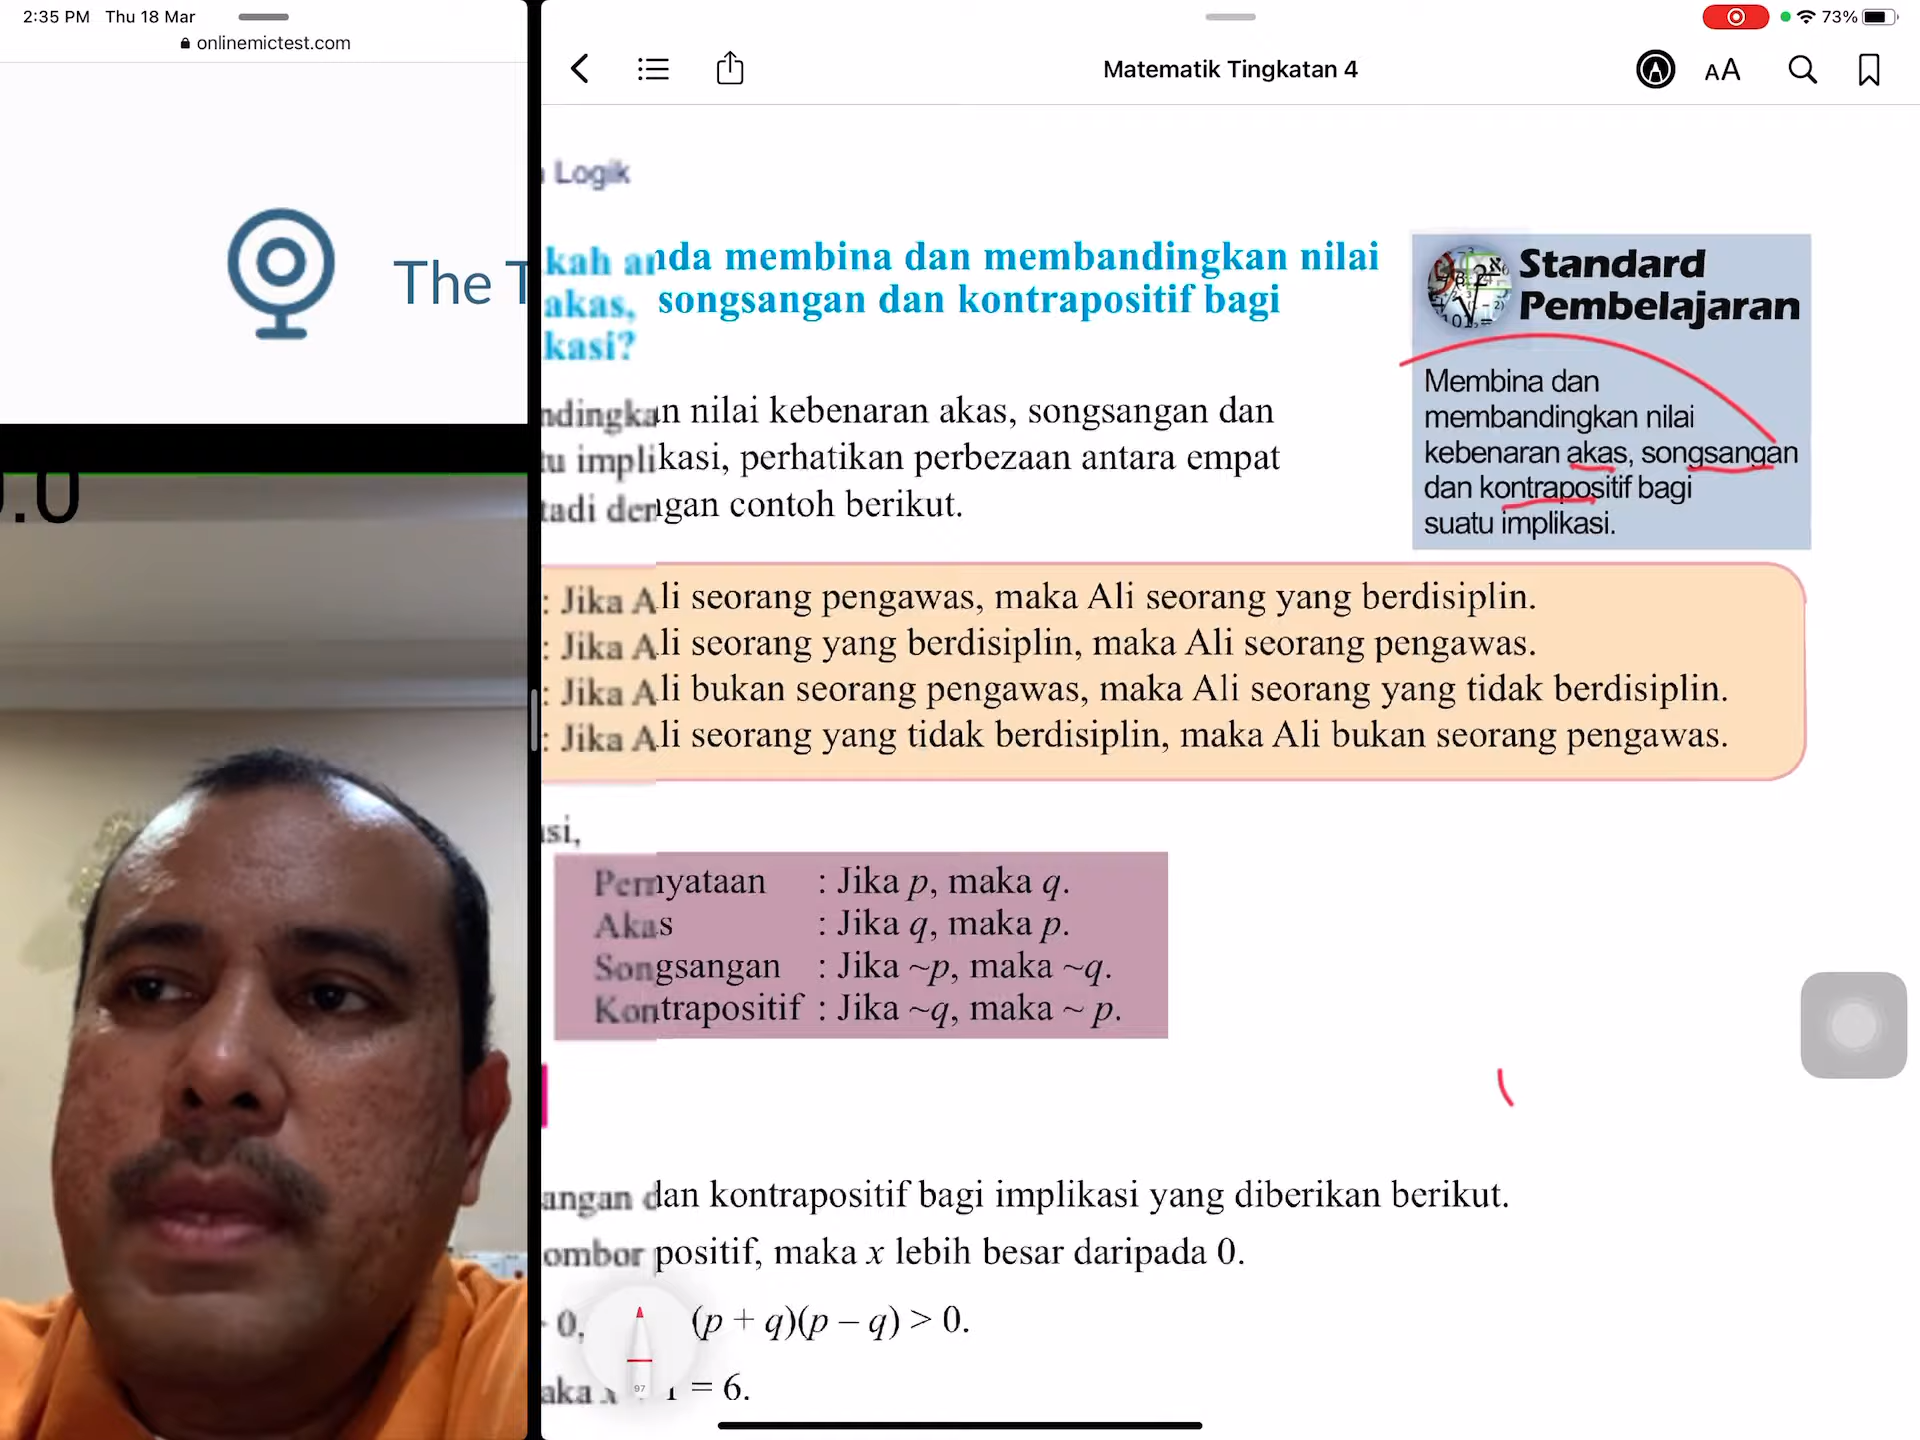 2:35 PM Thu 18 Mar
73%
onlinemictest.com
Matematik Tingkatan 4
The T
.0
Logik
kah anda membina dan membandingkan nilai
akas, songsangan dan kontrapositif bagi
kasi?
Standard
Pembelajaran
Membina dan
membandingkan nilai
kebenaran akas, songsangan
dan kontrapositif bagi
suatu implikasi.
ndingkan nilai kebenaran akas, songsangan dan
tu implikasi, perhatikan perbezaan antara empat
tadi dengan contoh berikut.
: Jika Ali seorang pengawas, maka Ali seorang yang berdisiplin.
: Jika Ali seorang yang berdisiplin, maka Ali seorang pengawas.
: Jika Ali bukan seorang pengawas, maka Ali seorang yang tidak berdisiplin.
: Jika Ali seorang yang tidak berdisiplin, maka Ali bukan seorang pengawas.
si,
Pernyataan : Jika p, maka q.
Akas : Jika q, maka p.
Songsangan : Jika ~p, maka ~q.
Kontrapositif : Jika ~q, maka ~ p.
angan dan kontrapositif bagi implikasi yang diberikan berikut.
ombor positif, maka x lebih besar daripada 0.
0, (p + q)(p – q) > 0.
aka = 6.
97